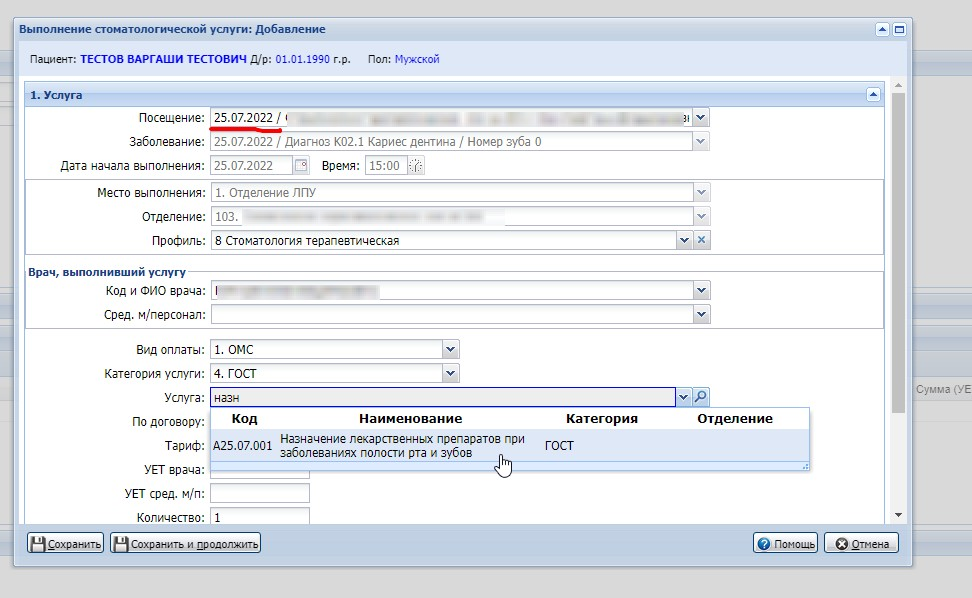 Выполнение стоматологической услуги: Добавление
Пациент: ТЕСТОВ ВАРГАШИ ТЕСТОВИЧ Д/р: 01.01.1990 г.р. Пол: Мужской
1. Услуга
Посещение: 25.07.2022 /
Заболевание: 25.07.2022 / Диагноз K02.1 Кариес дентина / Номер зуба 0
Дата начала выполнения: 25.07.2022 Время: 15:00
Место выполнения: 1. Отделение ЛПУ
Отделение: 103.
Профиль: 8 Стоматология терапевтическая
Врач, выполнивший услугу
Код и ФИО врача:
Сред. м/персонал:
Вид оплаты: 1. ОМС
Категория услуги: 4. ГОСТ
Сумма (УЕ
Услуга: назн
По договору:
Код Наименование Категория Отделение
Тариф:
A25.07.001 Назначение лекарственных препаратов при заболеваниях полости рта и зубов ГОСТ
УЕТ врача:
УЕТ сред. м/п:
Количество: 1
Сохранить Сохранить и продолжить Помощь Отмена